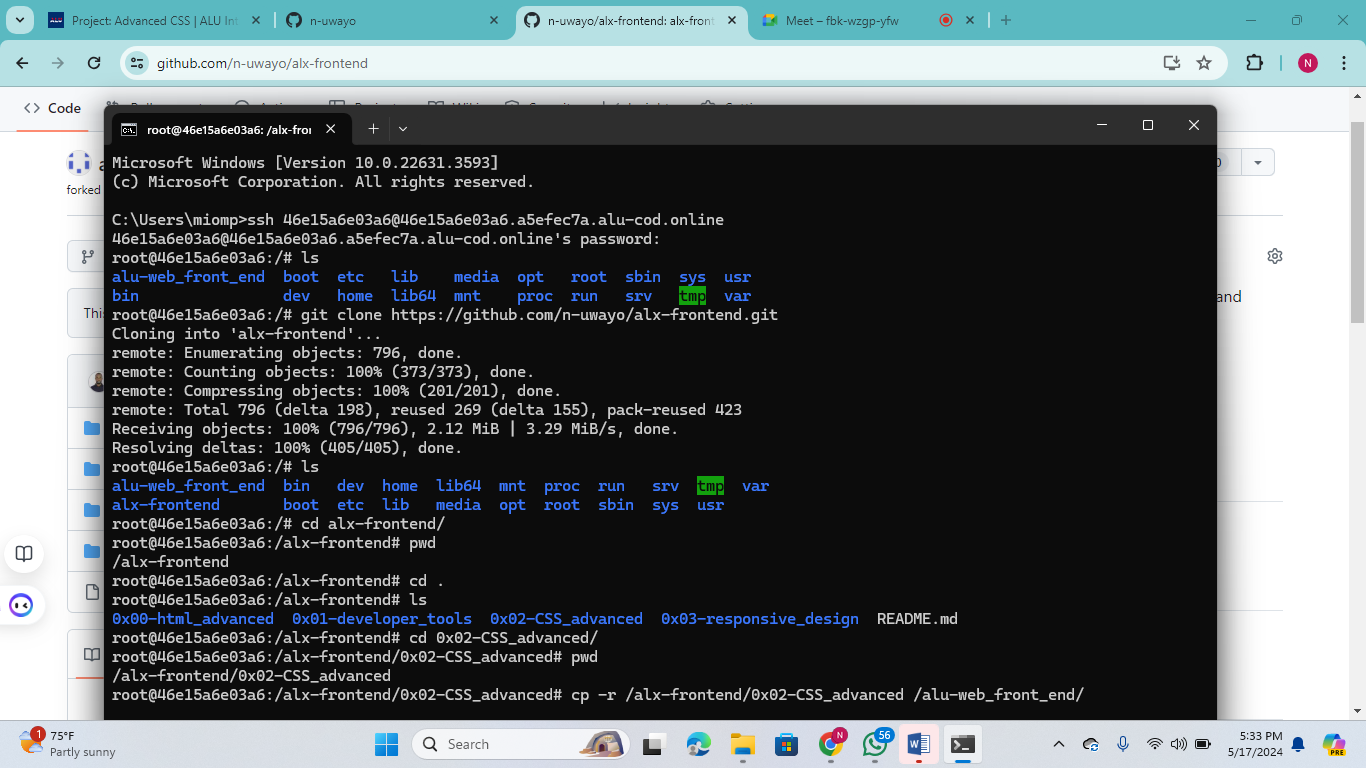 Project: Advanced CSS | ALU Int
n-uwayo
n-uwayo/alx-frontend: alx-front
Meet – fbk-wzgp-yfw
github.com/n-uwayo/alx-frontend
N
<> Code
root@46e15a6e03a6: /alx-fror
Microsoft Windows [Version 10.0.22631.3593]
(c) Microsoft Corporation. All rights reserved.
forked
C:\Users\miomp>ssh 46e15a6e03a6@46e15a6e03a6.a5efec7a.alu-cod.online
46e15a6e03a6@46e15a6e03a6.a5efec7a.alu-cod.online's password:
root@46e15a6e03a6:/# ls
alu-web_front_end boot etc lib media opt root sbin sys usr
bin dev home lib64 mnt proc run srv tmp var
and
root@46e15a6e03a6:/# git clone https://github.com/n-uwayo/alx-frontend.git
This
Cloning into 'alx-frontend'...
remote: Enumerating objects: 796, done.
remote: Counting objects: 100% (373/373), done.
remote: Compressing objects: 100% (201/201), done.
remote: Total 796 (delta 198), reused 269 (delta 155), pack-reused 423
Receiving objects: 100% (796/796), 2.12 MiB | 3.29 MiB/s, done.
Resolving deltas: 100% (405/405), done.
root@46e15a6e03a6:/# ls
alu-web_front_end bin dev home lib64 mnt proc run srv tmp var
alx-frontend boot etc lib media opt root sbin sys usr
root@46e15a6e03a6:/# cd alx-frontend/
root@46e15a6e03a6:/alx-frontend# pwd
/alx-frontend
root@46e15a6e03a6:/alx-frontend# cd .
root@46e15a6e03a6:/alx-frontend# ls
0x00-html_advanced 0x01-developer_tools 0x02-CSS_advanced 0x03-responsive_design README.md
root@46e15a6e03a6:/alx-frontend# cd 0x02-CSS_advanced/
root@46e15a6e03a6:/alx-frontend/0x02-CSS_advanced# pwd
/alx-frontend/0x02-CSS_advanced
root@46e15a6e03a6:/alx-frontend/0x02-CSS_advanced# cp -r /alx-frontend/0x02-CSS_advanced /alu-web_front_end/
1
75°F
Partly sunny
Search
N
56
PRE
5:33 PM
5/17/2024